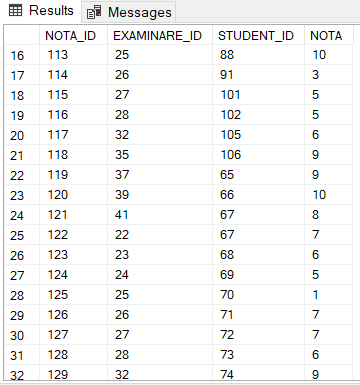 Results Messages
NOTA_ID EXAMINARE_ID STUDENT_ID NOTA
16 113 25 88 10
17 114 26 91 3
18 115 27 101 5
19 116 28 102 5
20 117 32 105 6
21 118 35 106 9
22 119 37 65 9
23 120 39 66 10
24 121 41 67 8
25 122 22 67 7
26 123 23 68 6
27 124 24 69 5
28 125 25 70 1
29 126 26 71 7
30 127 27 72 7
31 128 28 73 6
32 129 32 74 9